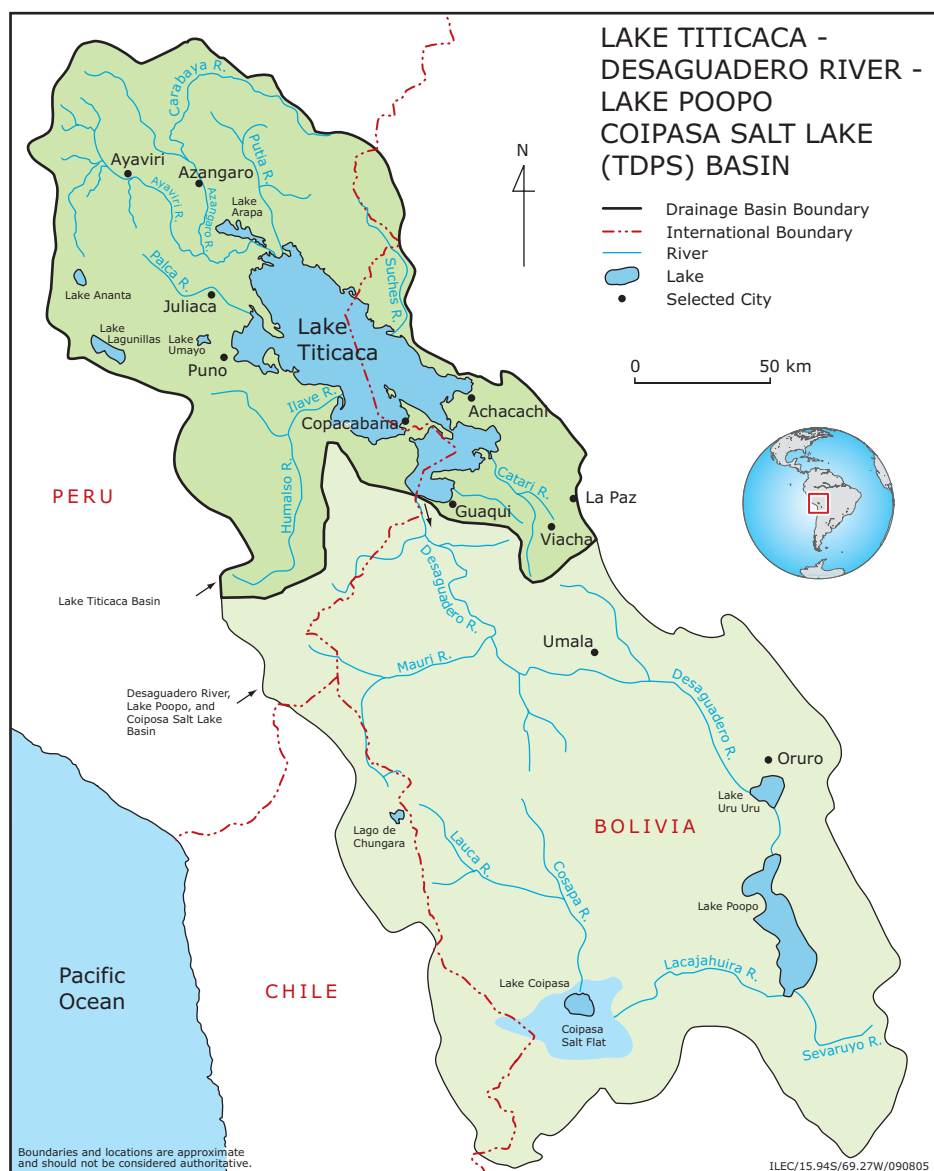 LAKE TITICACA -
DESAGUADERO RIVER -
LAKE POOPO
COIPASA SALT LAKE
(TDPS) BASIN
N
Drainage Basin Boundary
International Boundary
River
Lake
Selected City
0 50 km
Carabaya R.
Putia R.
Ayaviri
Azangaro
Ayaviri R.
Azangaro R.
Lake
Arapa
Suches R.
Palca R.
Lake Ananta
Juliaca
Lake
Titicaca
Lake
Lagunillas
Lake
Umayo
Puno
Ilave R.
Achacachi
Copacabana
Catari R.
PERU
Humalso R.
La Paz
Guaqui
Viacha
Desaguadero R.
Lake Titicaca Basin
Umala
Mauri R.
Desaguadero R.
Desaguadero River,
Lake Poopo, and
Coiposa Salt Lake
Basin
Oruro
Lake
Uru Uru
Lago de
Chungara
BOLIVIA
Lauca R.
Cosapa R.
Lake Poopo
Lacajahuira R.
Pacific
Ocean
CHILE
Lake Coipasa
Coipasa
Salt Flat
Sevaruyo R.
Boundaries and locations are approximate
and should not be considered authoritative.
ILEC/15.94S/69.27W/090805